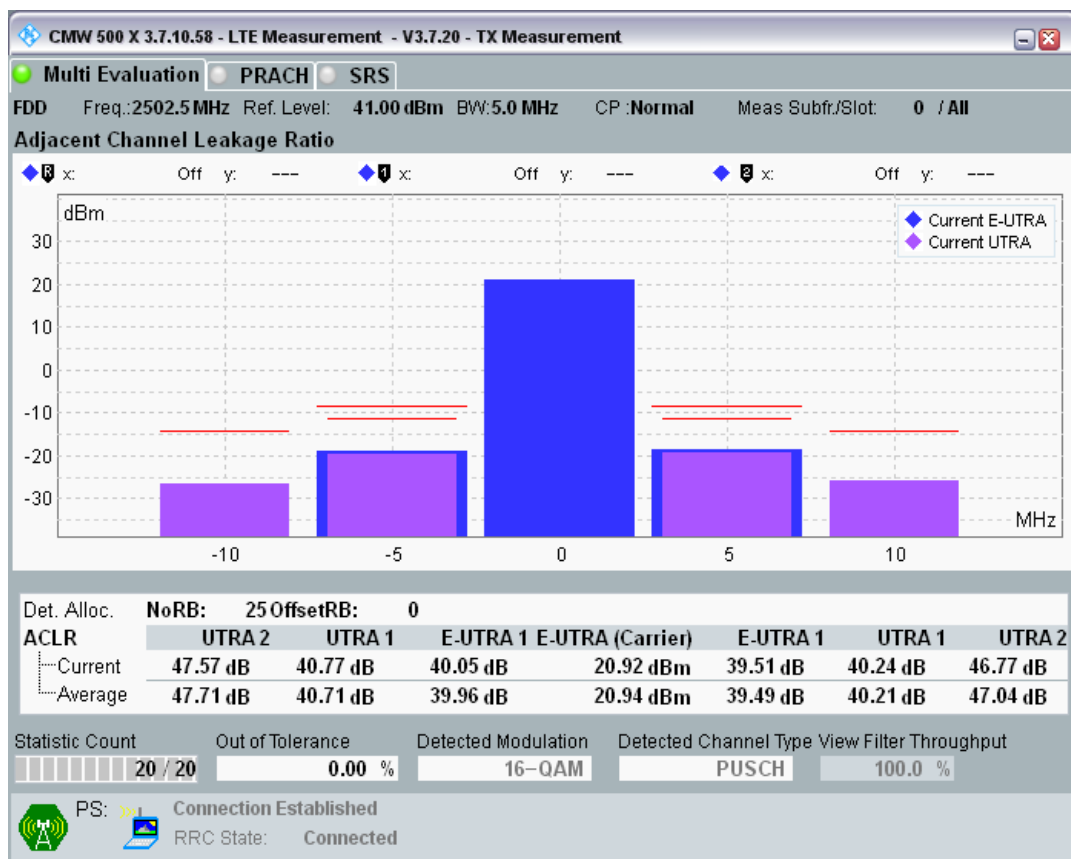 CMW 500 X 3.7.10.58 - LTE Measurement - V3.7.20 - TX Measurement
Multi Evaluation PRACH SRS
FDD Freq.:2502.5 MHz Ref. Level: 41.00 dBm BW:5.0 MHz CP :Normal Meas Subfr./Slot: 0 / All
Adjacent Channel Leakage Ratio
R x: Off y: --- 1 x: Off y: --- 2 x: Off y: ---
dBm
Current E-UTRA
Current UTRA
30
20
10
0
-10
-20
-30
MHz
-10 -5 0 5 10
Det. Alloc. NoRB: 25 OffsetRB: 0
ACLR UTRA 2 UTRA 1 E-UTRA 1 E-UTRA (Carrier) E-UTRA 1 UTRA 1 UTRA 2
Current 47.57 dB 40.77 dB 40.05 dB 20.92 dBm 39.51 dB 40.24 dB 46.77 dB
Average 47.71 dB 40.71 dB 39.96 dB 20.94 dBm 39.49 dB 40.21 dB 47.04 dB
Statistic Count Out of Tolerance Detected Modulation Detected Channel Type View Filter Throughput
20 / 20 0.00 % 16-QAM PUSCH 100.0 %
PS: Connection Established
RRC State: Connected